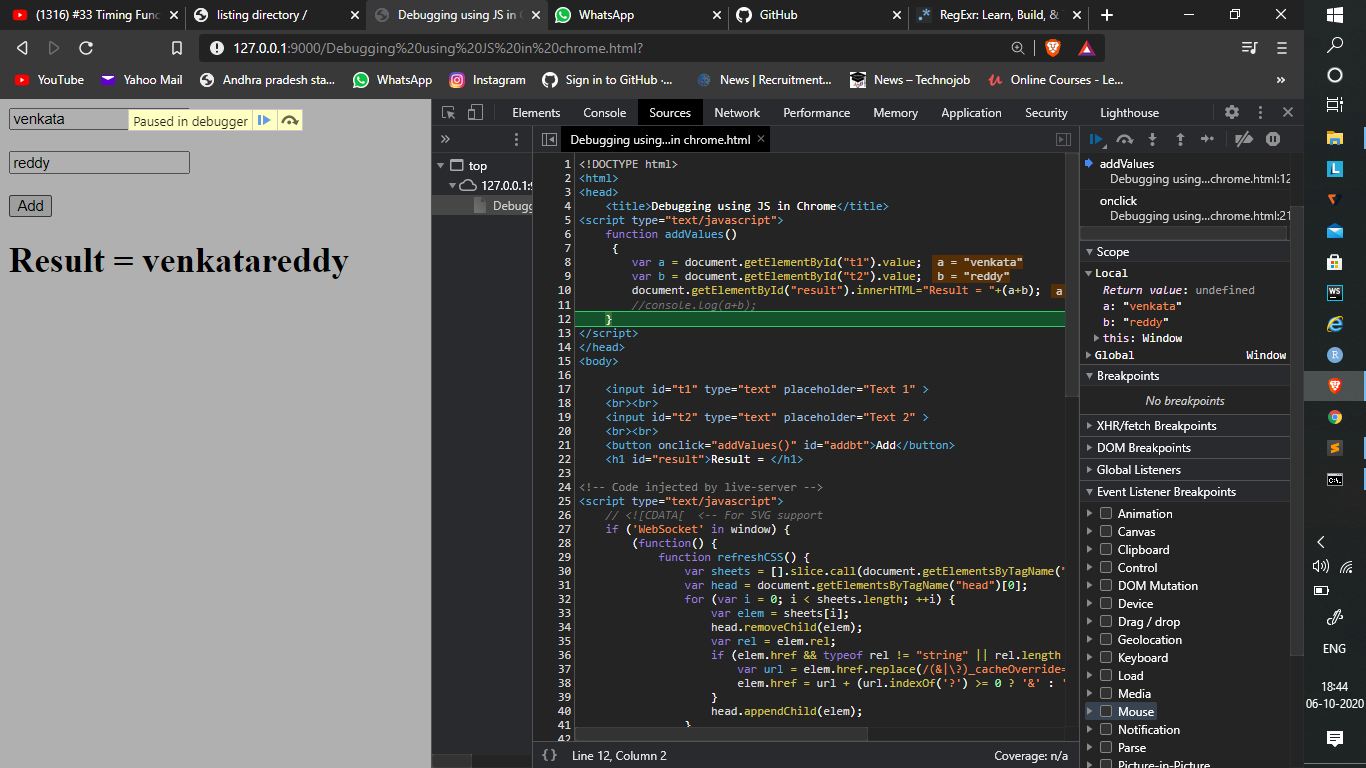 (1316) #33 Timing Func
listing directory /
Debugging using JS in C
WhatsApp
GitHub
RegExr: Learn, Build, &
127.0.0.1:9000/Debugging%20using%20JS%20in%20chrome.html?
YouTube
Yahoo Mail
Andhra pradesh sta...
WhatsApp
Instagram
Sign in to GitHub ·...
News | Recruitment...
News – Technojob
Online Courses - Le...
»
venkata
Paused in debugger
reddy
Add
Result = venkatareddy
Elements Console Sources Network Performance Memory Application Security Lighthouse
»
Debugging using...in chrome.html
top
127.0.0.1:9
Debugg
1 <!DOCTYPE html>
2 <html>
3 <head>
4 <title>Debugging using JS in Chrome</title>
5 <script type="text/javascript">
6 function addValues()
7 {
8 var a = document.getElementById("t1").value; a = "venkata"
9 var b = document.getElementById("t2").value; b = "reddy"
10 document.getElementById("result").innerHTML="Result = "+(a+b); a
11 //console.log(a+b);
12 }
13 </script>
14 </head>
15 <body>
16
17 <input id="t1" type="text" placeholder="Text 1" >
18 <br><br>
19 <input id="t2" type="text" placeholder="Text 2" >
20 <br><br>
21 <button onclick="addValues()" id="addbt">Add</button>
22 <h1 id="result">Result = </h1>
23
24 <!-- Code injected by live-server -->
25 <script type="text/javascript">
26 // <![CDATA[ <-- For SVG support
27 if ('WebSocket' in window) {
28 (function() {
29 function refreshCSS() {
30 var sheets = [].slice.call(document.getElementsByTagName("
31 var head = document.getElementsByTagName("head")[0];
32 for (var i = 0; i < sheets.length; ++i) {
33 var elem = sheets[i];
34 head.removeChild(elem);
35 var rel = elem.rel;
36 if (elem.href && typeof rel != "string" || rel.length
37 var url = elem.href.replace(/(&|\?)_cacheOverride=
38 elem.href = url + (url.indexOf('?') >= 0 ? '&' : '
39 }
40 head.appendChild(elem);
41 }
42
{} Line 12, Column 2
Coverage: n/a
addValues
Debugging using...chrome.html:12
onclick
Debugging using...chrome.html:21
Scope
Local
Return value: undefined
a: "venkata"
b: "reddy"
this: Window
Global Window
Breakpoints
No breakpoints
XHR/fetch Breakpoints
DOM Breakpoints
Global Listeners
Event Listener Breakpoints
Animation
Canvas
Clipboard
Control
DOM Mutation
Device
Drag / drop
Geolocation
Keyboard
Load
Media
Mouse
Notification
Parse
Picture-in-Picture
L
WS
R
S
C:\.
ENG
18:44
06-10-2020